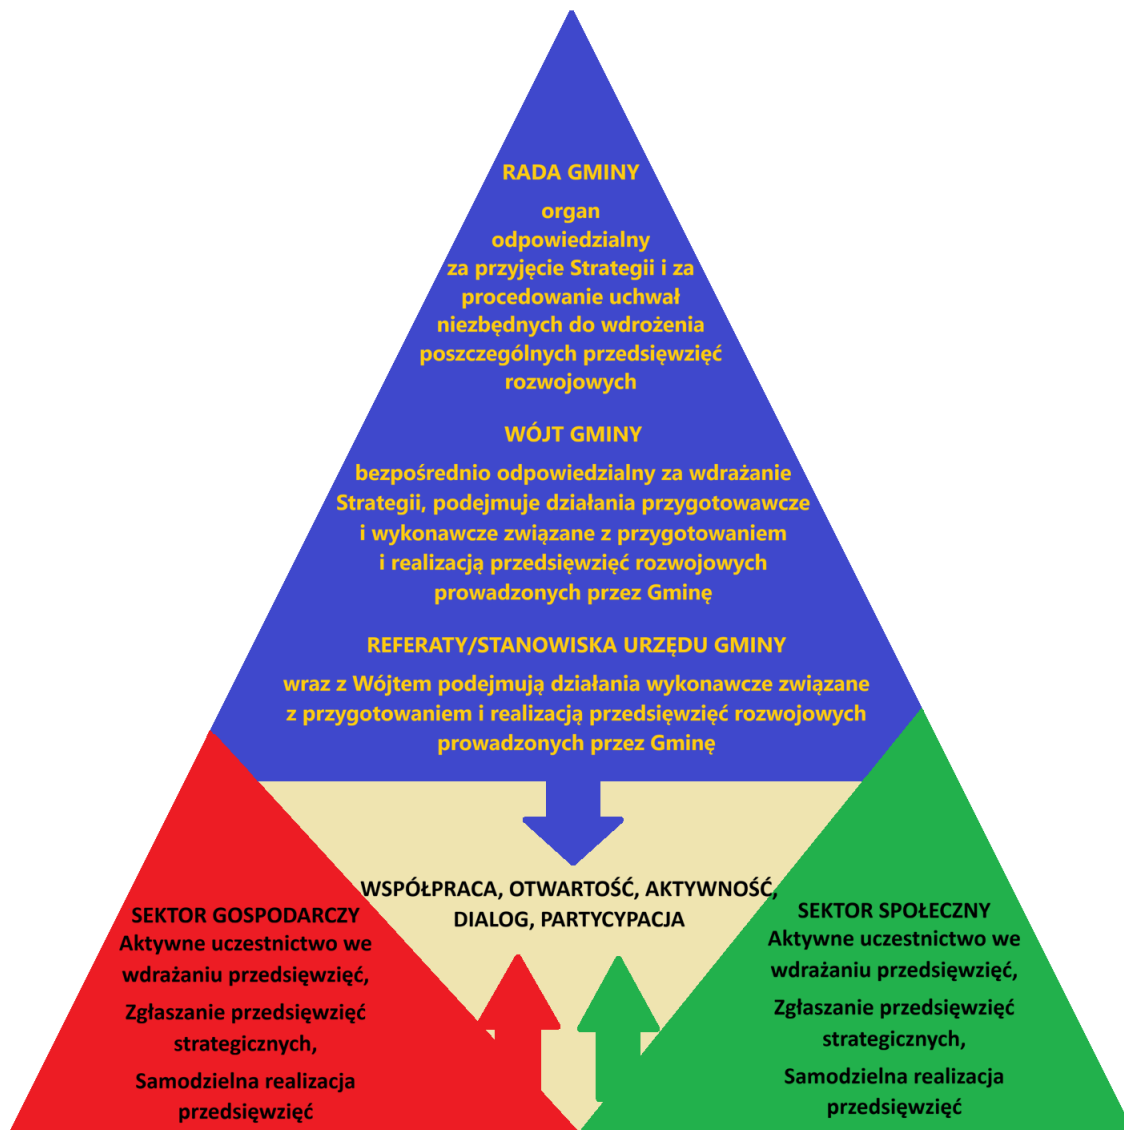 RADA GMINY
organ
odpowiedzialny
za przyjęcie Strategii i za
procedowanie uchwał
niezbędnych do wdrożenia
poszczególnych przedsięwzięć
rozwojowych
WÓJT GMINY
bezpośrednio odpowiedzialny za wdrażanie
Strategii, podejmuje działania przygotowawcze
i wykonawcze związane z przygotowaniem
i realizacją przedsięwzięć rozwojowych
prowadzonych przez Gminę
REFERATY/STANOWISKA URZĘDU GMINY
wraz z Wójtem podejmują działania wykonawcze związane
z przygotowaniem i realizacją przedsięwzięć rozwojowych
prowadzonych przez Gminę
WSPÓŁPRACA, OTWARTOŚĆ, AKTYWNOŚĆ,
DIALOG, PARTYCYPACJA
SEKTOR GOSPODARCZY
Aktywne uczestnictwo we
wdrażaniu przedsięwzięć,
Zgłaszanie przedsięwzięć
strategicznych,
Samodzielna realizacja
przedsięwzięć
SEKTOR SPOŁECZNY
Aktywne uczestnictwo we
wdrażaniu przedsięwzięć,
Zgłaszanie przedsięwzięć
strategicznych,
Samodzielna realizacja
przedsięwzięć